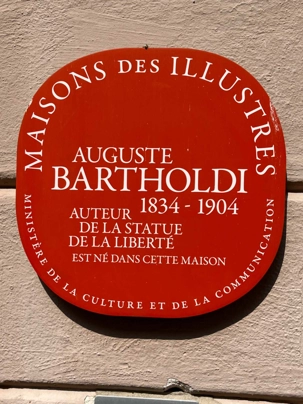 MAISONS DES ILLUSTRES
AUGUSTE
BARTHOLDI
1834 - 1904
AUTEUR
DE LA STATUE
DE LA LIBERTÉ
EST NÉ DANS CETTE MAISON
MINISTÈRE DE LA CULTURE ET DE LA COMMUNICATION